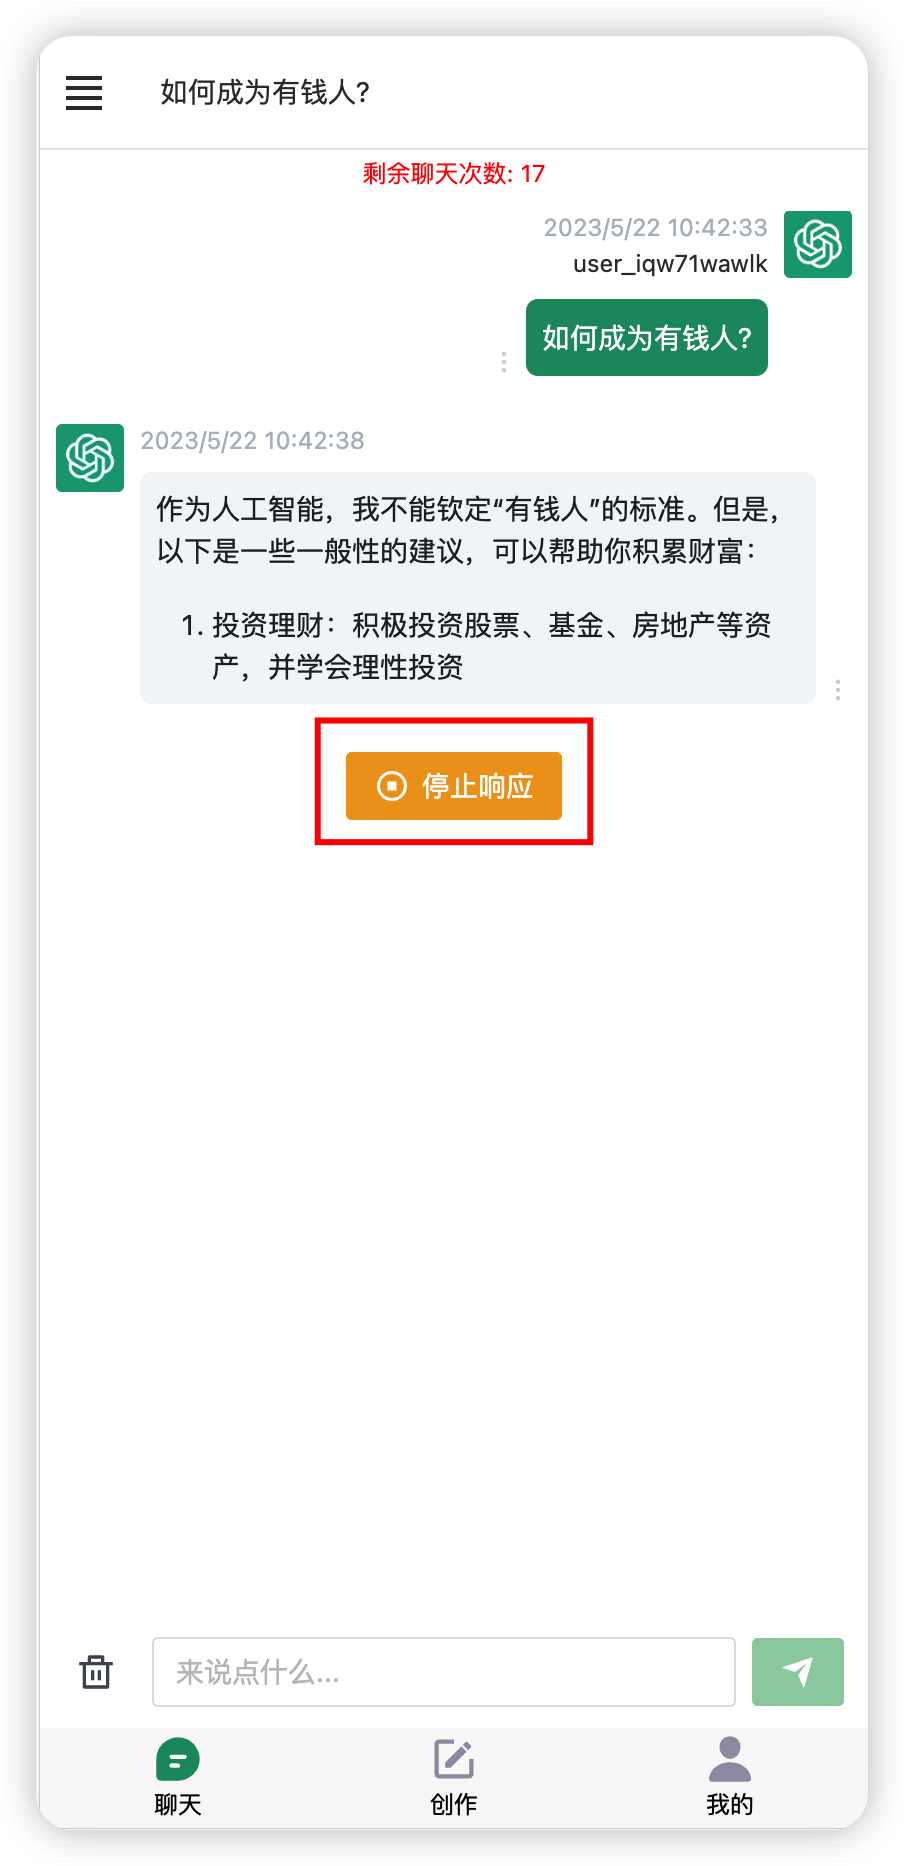 如何成为有钱人?
剩余聊天次数: 17
2023/5/22 10:42:33
user_iqw71wawlk
如何成为有钱人?
2023/5/22 10:42:38
作为人工智能，我不能钦定“有钱人”的标准。但是，
以下是一些一般性的建议，可以帮助你积累财富：
1. 投资理财：积极投资股票、基金、房地产等资
产，并学会理性投资
停止响应
来说点什么...
聊天
创作
我的